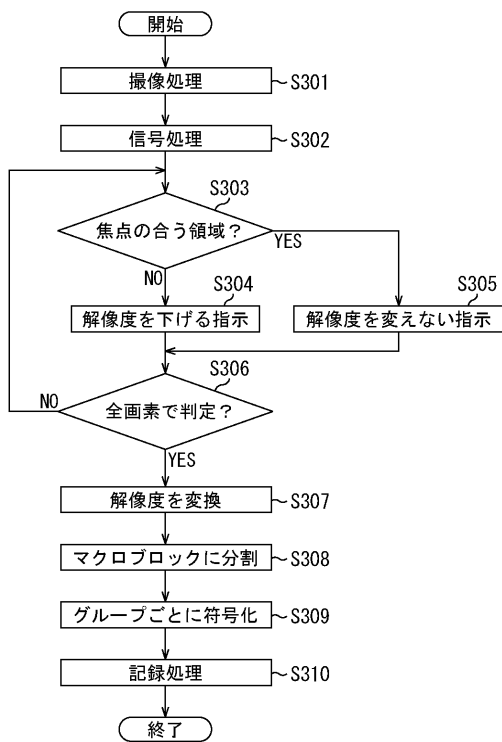 開始
撮像処理 S301
信号処理 S302
S303
焦点の合う領域?
YES
NO
S304
解像度を下げる指示
S305
解像度を変えない指示
S306
全画素で判定?
NO
YES
解像度を変換 S307
マクロブロックに分割 S308
グループごとに符号化 S309
記録処理 S310
終了